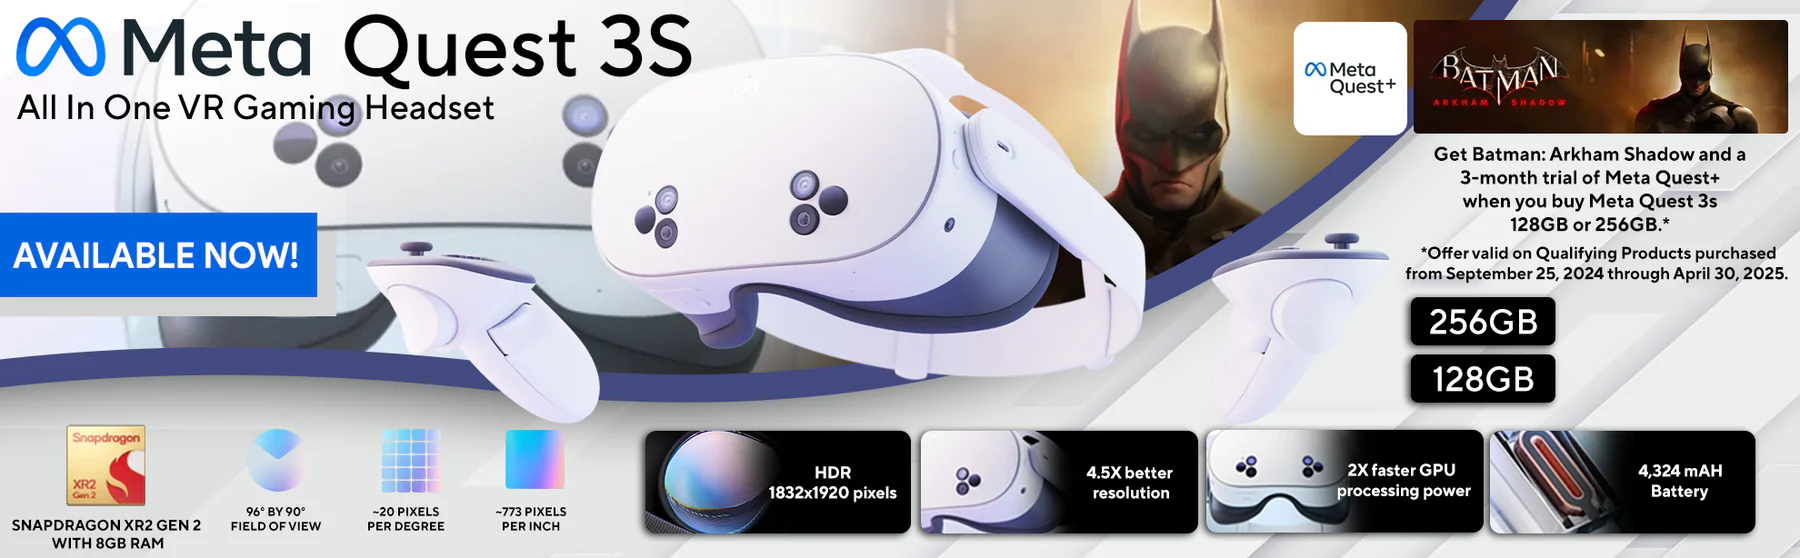 Meta Quest 3S
All In One VR Gaming Headset
AVAILABLE NOW!
Meta
Quest+
BATMAN
ARKHAM SHADOW
Get Batman: Arkham Shadow and a
3-month trial of Meta Quest+
when you buy Meta Quest 3s
128GB or 256GB.*
*Offer valid on Qualifying Products purchased
from September 25, 2024 through April 30, 2025.
256GB
128GB
Snapdragon
XR2
Gen 2
SNAPDRAGON XR2 GEN 2
WITH 8GB RAM
96° BY 90°
FIELD OF VIEW
~20 PIXELS
PER DEGREE
~773 PIXELS
PER INCH
HDR
1832x1920 pixels
4.5X better
resolution
2X faster GPU
processing power
4,324 mAH
Battery